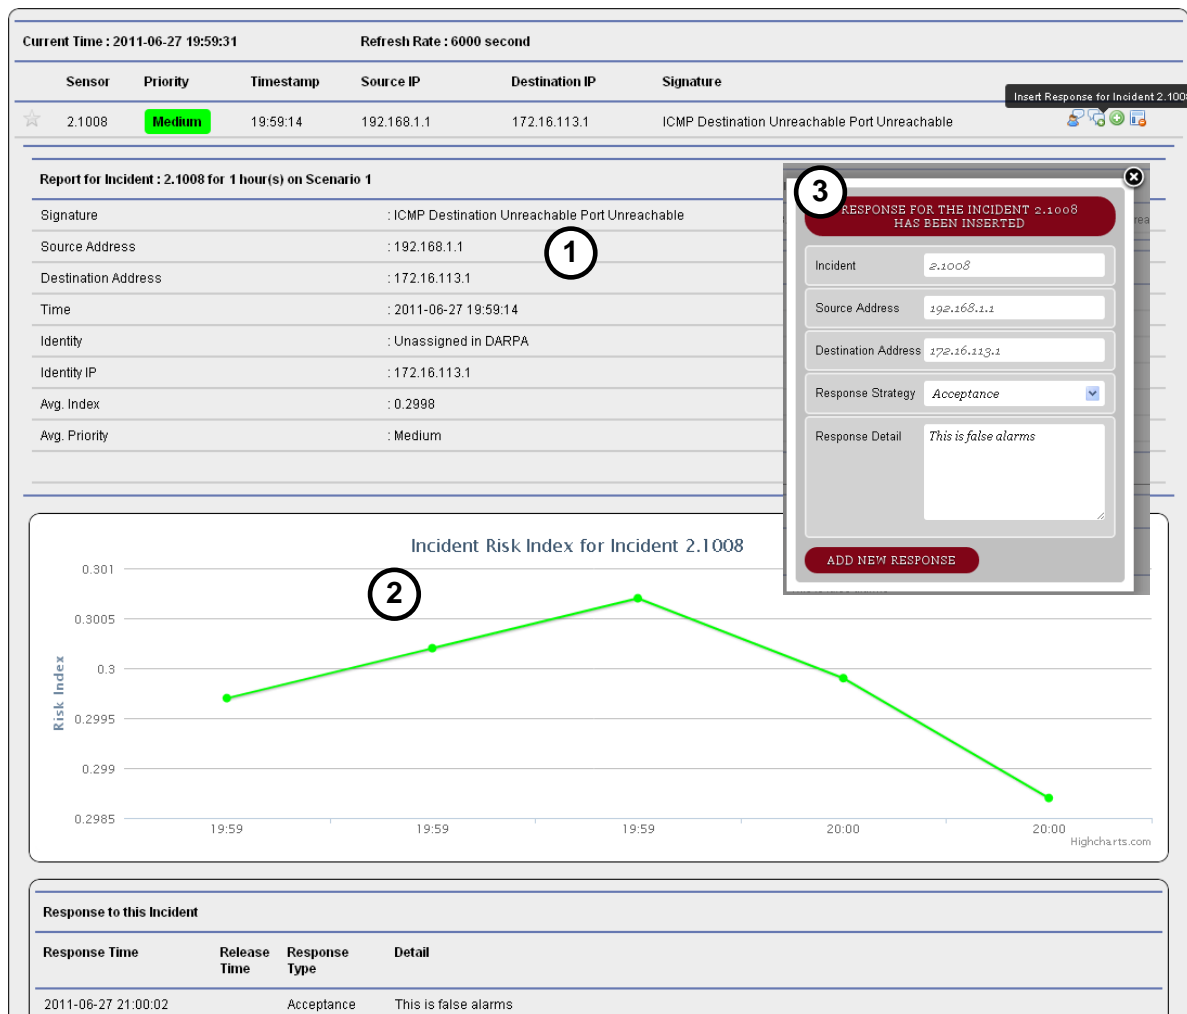 Current Time : 2011-06-27 19:59:31 Refresh Rate : 6000 second
Sensor Priority Timestamp Source IP Destination IP Signature
Insert Response for Incident 2.1008
2.1008 Medium 19:59:14 192.168.1.1 172.16.113.1 ICMP Destination Unreachable Port Unreachable
Report for Incident : 2.1008 for 1 hour(s) on Scenario 1
Signature : ICMP Destination Unreachable Port Unreachable
Source Address : 192.168.1.1
Destination Address : 172.16.113.1
Time : 2011-06-27 19:59:14
Identity : Unassigned in DARPA
Identity IP : 172.16.113.1
Avg. Index : 0.2998
Avg. Priority : Medium
1
3
RESPONSE FOR THE INCIDENT 2.1008
HAS BEEN INSERTED
Incident 2.1008
Source Address 192.168.1.1
Destination Address 172.16.113.1
Response Strategy Acceptance
Response Detail This is false alarms
ADD NEW RESPONSE
Incident Risk Index for Incident 2.1008
2
Risk Index
0.301
0.3005
0.3
0.2995
0.299
0.2985
19:59 19:59 19:59 20:00 20:00
Highcharts.com
Response to this Incident
Response Time Release Time Response Type Detail
2011-06-27 21:00:02 Acceptance This is false alarms